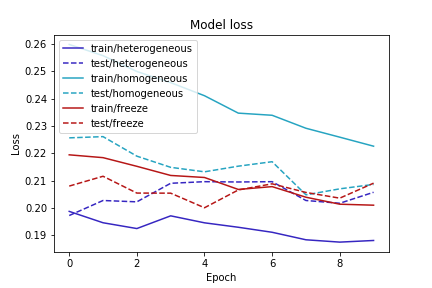 Model loss
0.26
0.25
0.24
0.23
0.22
0.21
0.20
0.19
Loss
train/heterogeneous
test/heterogeneous
train/homogeneous
test/homogeneous
train/freeze
test/freeze
0 2 4 6 8
Epoch